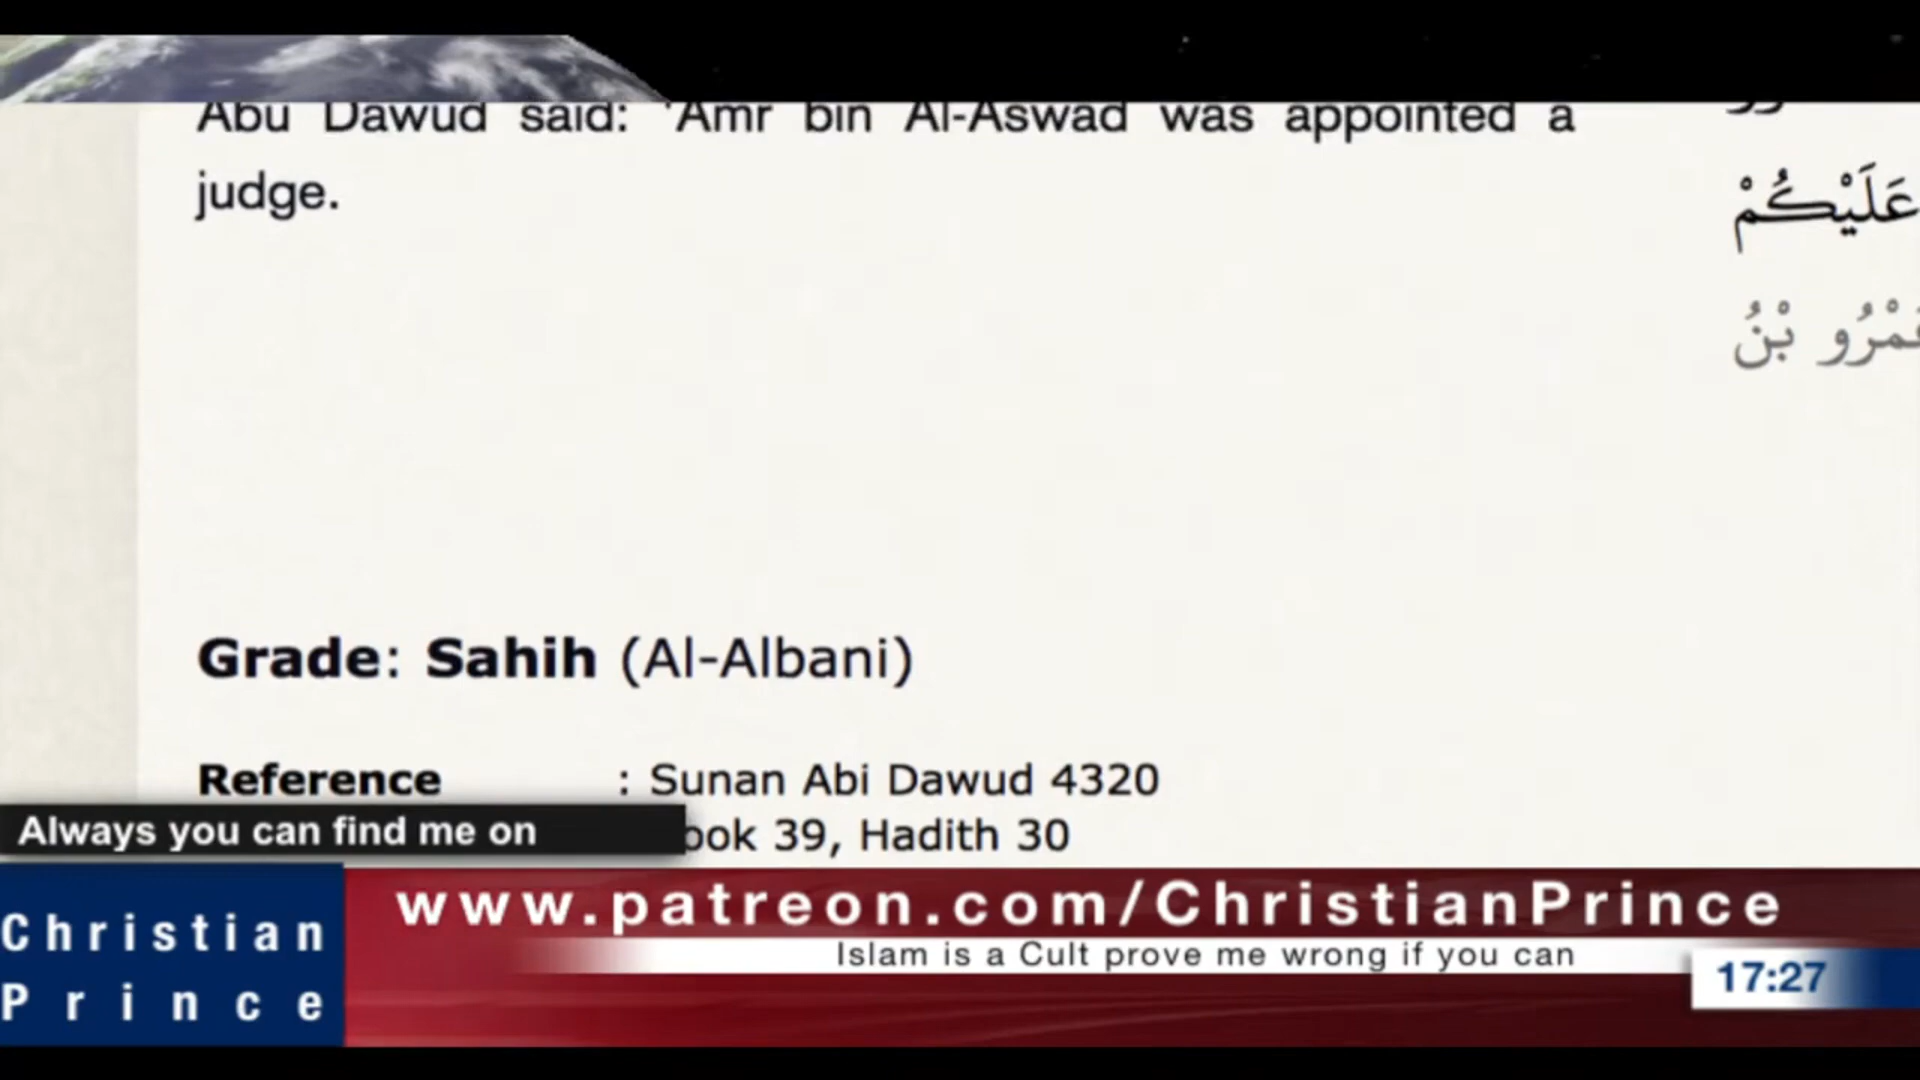 Abu Dawud said: 'Amr bin Al-Aswad was appointed a
judge.
عَلَيْكُمْ
بْنُ
Grade: Sahih (Al-Albani)
Reference : Sunan Abi Dawud 4320
39, Hadith 30
Always you can find me on
Christian
Prince
www.patreon.com/ChristianPrince
Islam is a Cult prove me wrong if you can
17:27